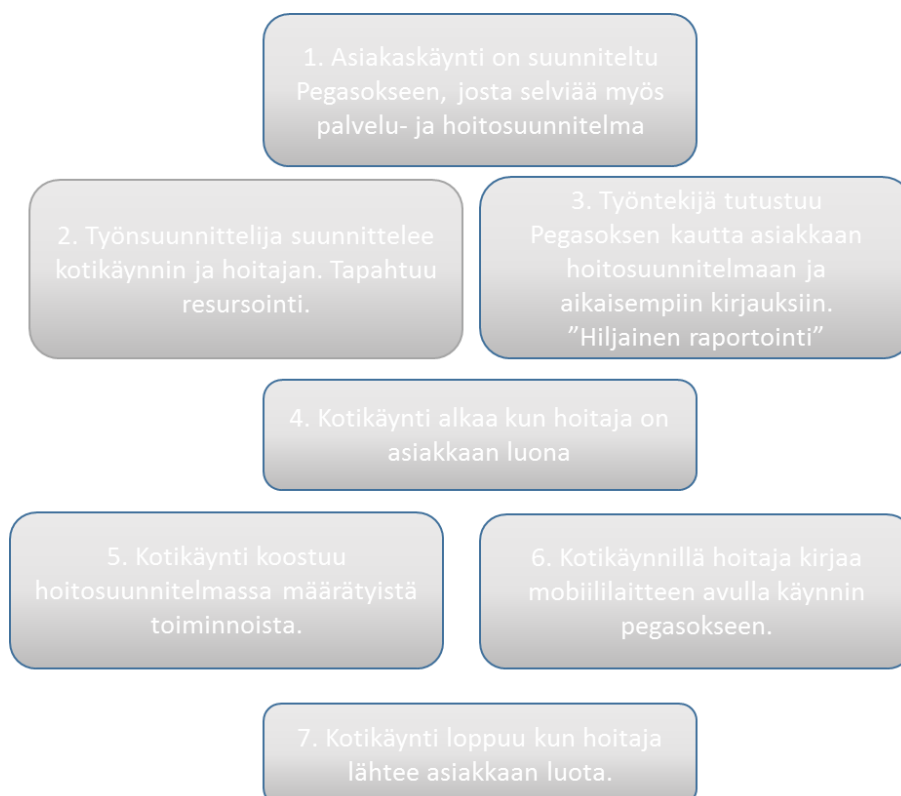 1. Asiakaskäynti on suunniteltu
Pegasokseen, josta selviää myös
palvelu- ja hoitosuunnitelma
2. Työnsuunnittelija suunnittelee
kotikäynnin ja hoitajan. Tapahtuu
resursointi.
3. Työntekijä tutustuu
Pegasoksen kautta asiakkaan
hoitosuunnitelmaan ja
aikaisempiin kirjauksiin.
”Hiljainen raportointi”
4. Kotikäynti alkaa kun hoitaja on
asiakkaan luona
5. Kotikäynti koostuu
hoitosuunnitelmassa määrätyistä
toiminnoista.
6. Kotikäynnillä hoitaja kirjaa
mobiililaitteen avulla käynnin
pegasokseen.
7. Kotikäynti loppuu kun hoitaja
lähtee asiakkaan luota.